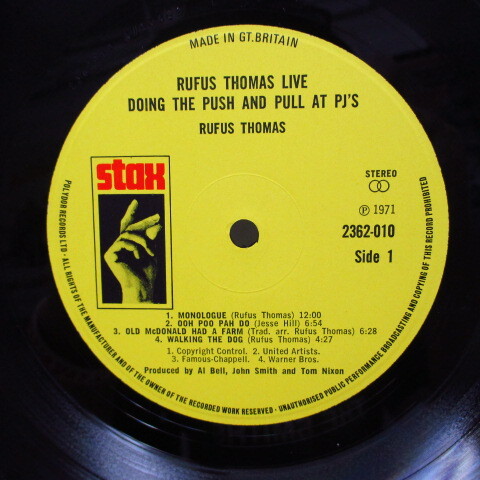 MADE IN GT. BRITAIN
RUFUS THOMAS LIVE
DOING THE PUSH AND PULL AT PJ'S
RUFUS THOMAS
stax
STEREO
℗ 1971
2362-010
Side 1
1. MONOLOGUE (Rufus Thomas) 12:00
2. OOH POO PAH DO (Jesse Hill) 6:54
3. OLD McDONALD HAD A FARM (Trad. arr. Rufus Thomas) 6:28
4. WALKING THE DOG (Rufus Thomas) 4:27
1. Copyright Control. 2. United Artists.
3. Famous-Chappell. 4. Warner Bros.
Produced by Al Bell, John Smith and Tom Nixon
POLYDOR RECORDS LTD · ALL RIGHTS OF THE MANUFACTURER AND OF THE OWNER OF THE RECORDED WORK RESERVED · UNAUTHORISED PUBLIC PERFORMANCE BROADCASTING AND COPYING OF THIS RECORD PROHIBITED